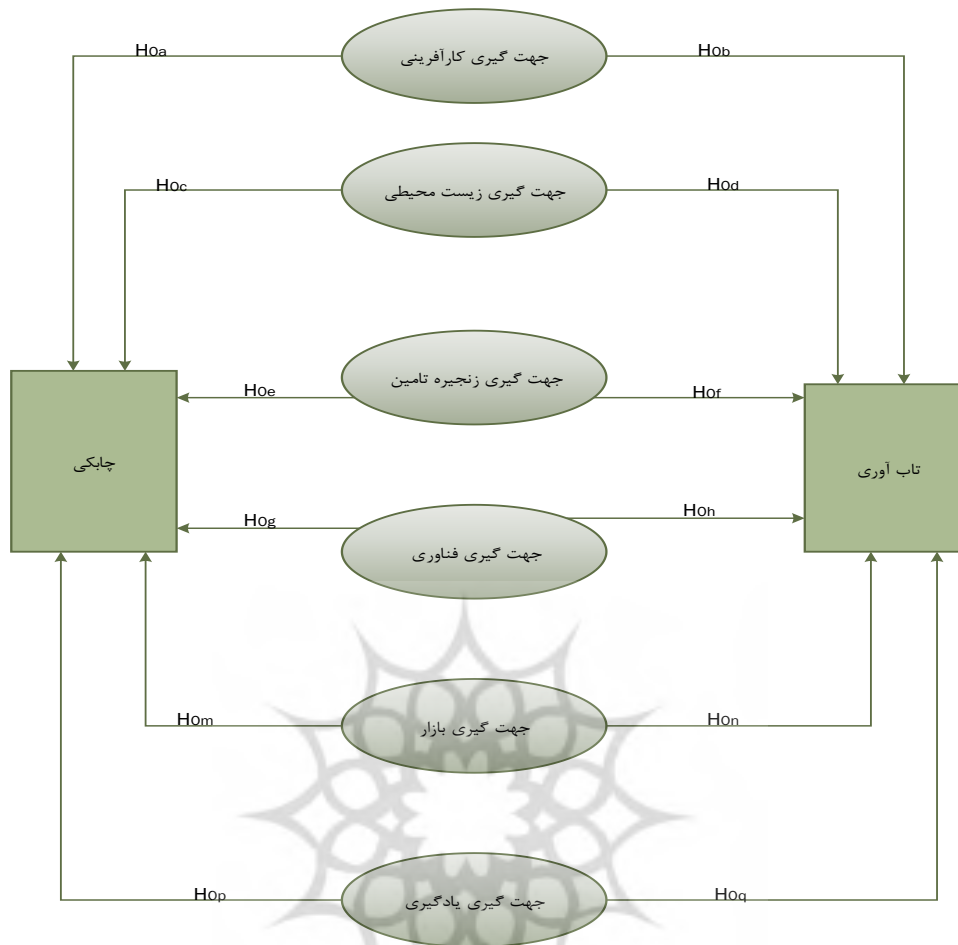 H0a
جهت گیری کارآفرینی
H0b
H0c
جهت گیری زیست محیطی
H0d
H0e
جهت گیری زنجیره تامین
H0f
چابکی
تاب آوری
H0g
جهت گیری فناوری
H0h
H0m
جهت گیری بازار
H0n
H0p
جهت گیری یادگیری
H0q